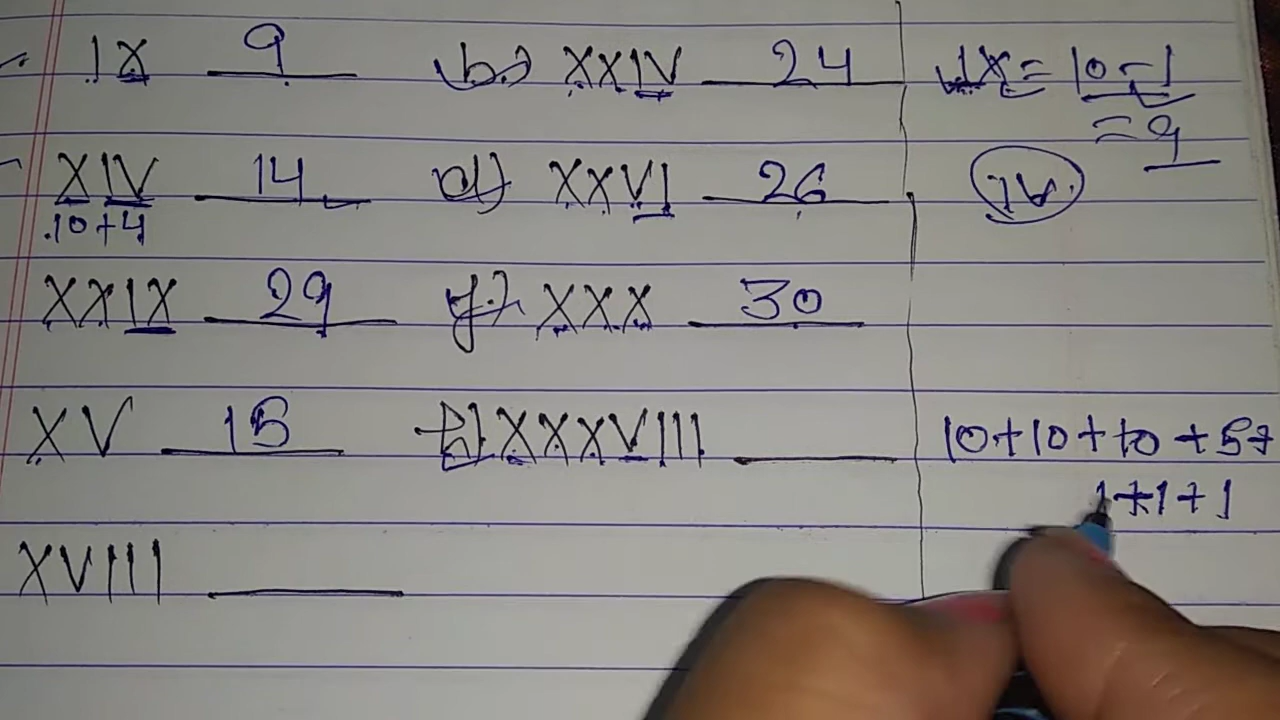 IX 9 b.) XXIV 24 IX = 10-1
= 9
XIV 14 d) XXVI 26 IV
10+4
XXIX 29 f) XXX 30
XV 15 h) XXXVIII 10+10+10+5+
1+1+1
XVIII